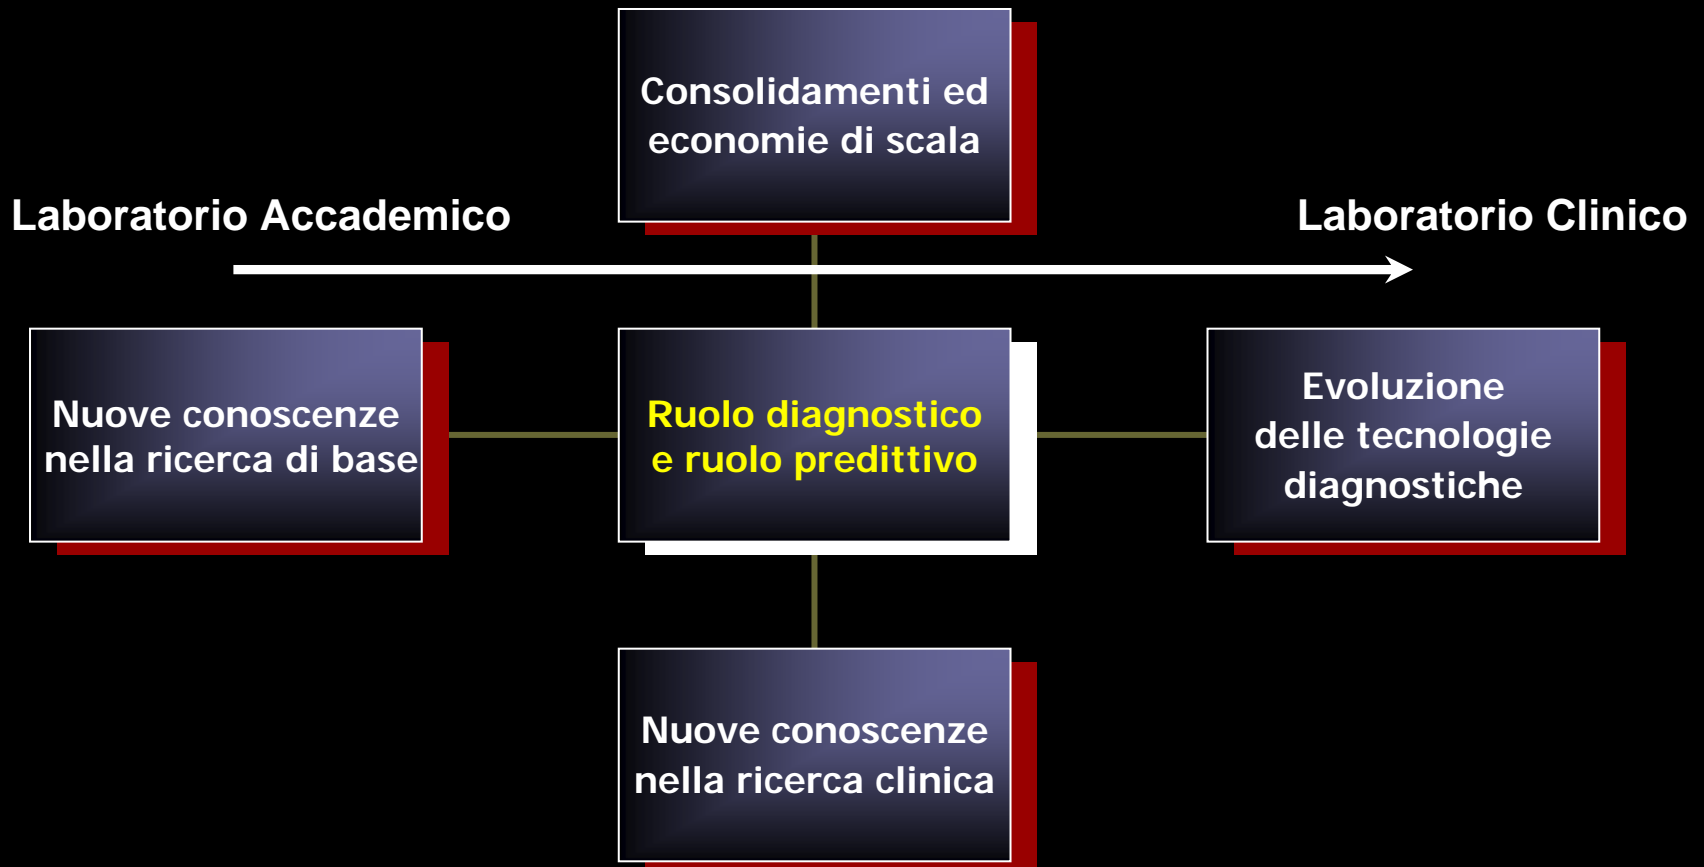 Consolidamenti ed
economie di scala
Laboratorio Accademico
Laboratorio Clinico
Nuove conoscenze
nella ricerca di base
Ruolo diagnostico
e ruolo predittivo
Evoluzione
delle tecnologie
diagnostiche
Nuove conoscenze
nella ricerca clinica